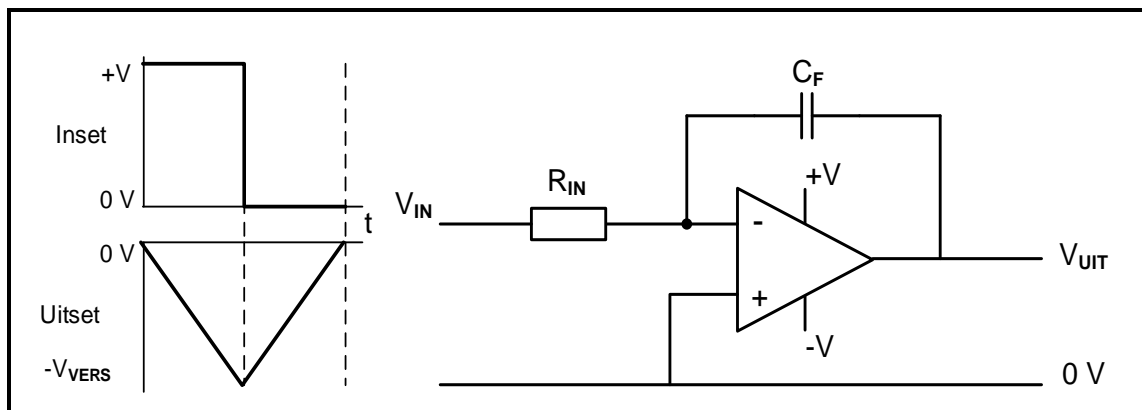 +V
Inset
0 V
t
0 V
Uitset
-VVERS
CF
RIN
VIN
+V
-
+
-V
VUIT
0 V